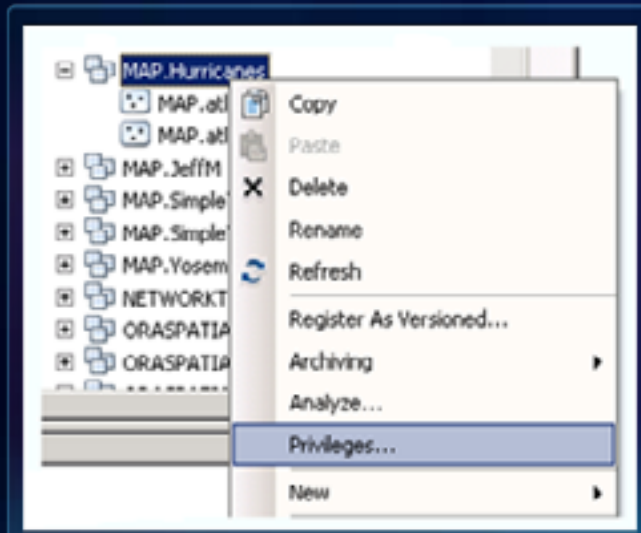 MAP.Hurricanes
MAP.atl
MAP.atl
MAP.JeffM
MAP.Simple
MAP.Simple
MAP.Yosem
NETWORKT
ORASPATIA
ORASPATIA
Copy
Paste
Delete
Rename
Refresh
Register As Versioned...
Archiving
Analyze...
Privileges...
New